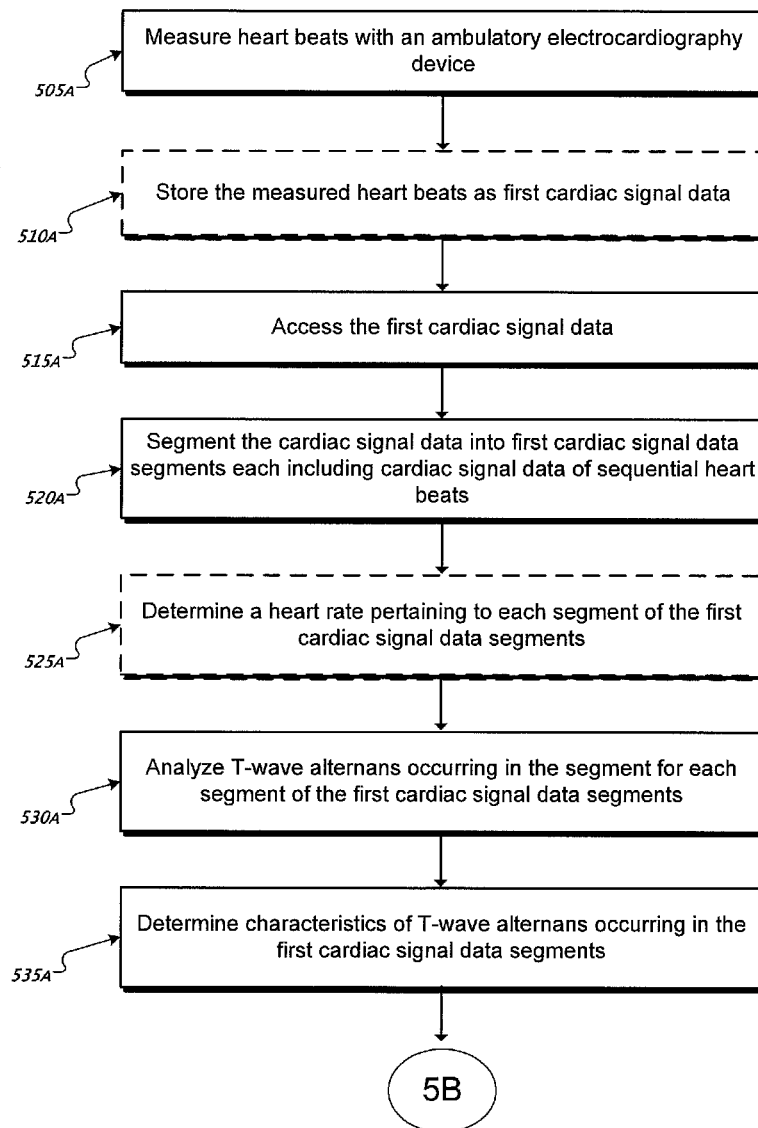 Measure heart beats with an ambulatory electrocardiography
device
505A
Store the measured heart beats as first cardiac signal data
510A
Access the first cardiac signal data
515A
Segment the cardiac signal data into first cardiac signal data
segments each including cardiac signal data of sequential heart
beats
520A
Determine a heart rate pertaining to each segment of the first
cardiac signal data segments
525A
Analyze T-wave alternans occurring in the segment for each
segment of the first cardiac signal data segments
530A
Determine characteristics of T-wave alternans occurring in the
first cardiac signal data segments
535A
5B